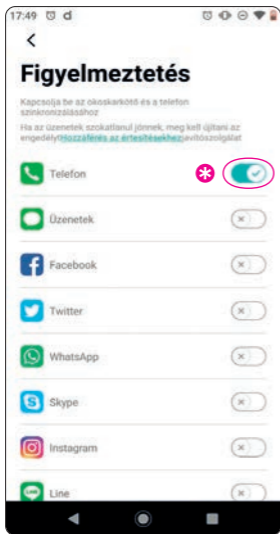 17:49
Figyelmeztetés
Kapcsolja be az okoskarkötő és a telefon
szinkronizálásához
Ha az üzenetek szokatlanul jönnek, meg kell újítani az
engedélyt(Hozzáférés az értesítésekhez)javítószolgálat
Telefon
Üzenetek
Facebook
Twitter
WhatsApp
Skype
Instagram
Line